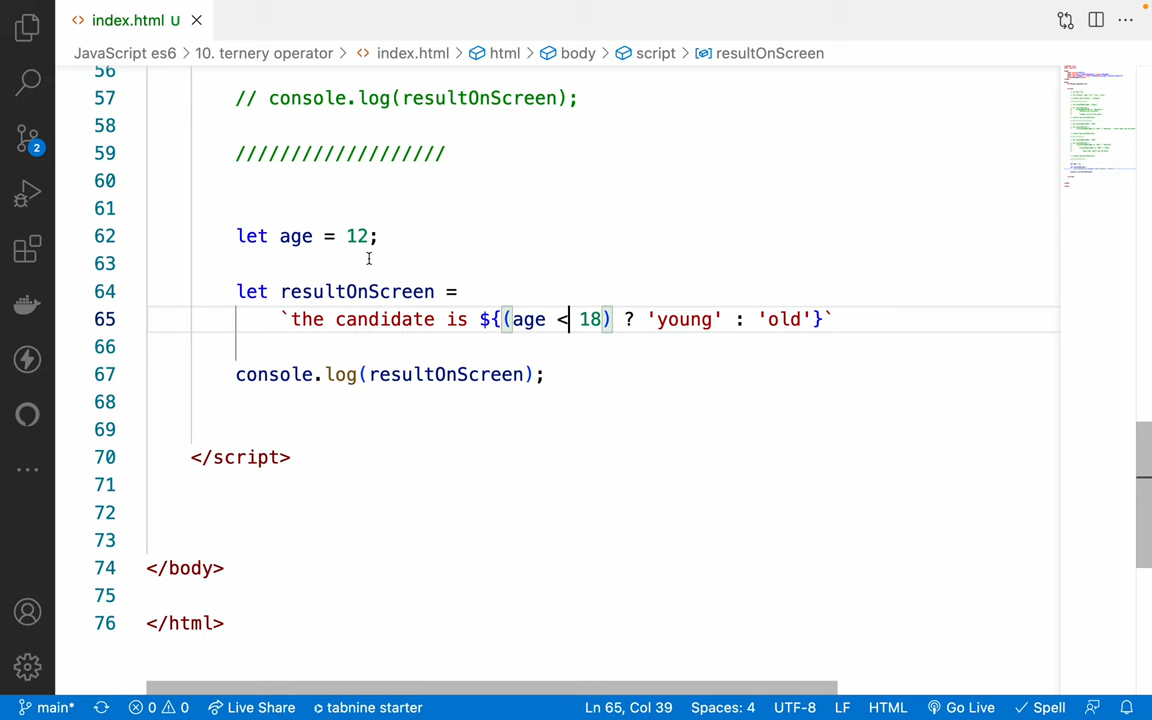 index.html U
JavaScript es6 > 10. ternery operator > index.html > html > body > script > resultOnScreen
56
57 // console.log(resultOnScreen);
58
59 ///////////////////
60
61
62 let age = 12;
63
64 let resultOnScreen =
65 `the candidate is ${(age < 18) ? 'young' : 'old'}`
66
67 console.log(resultOnScreen);
68
69
70 </script>
71
72
73
74 </body>
75
76 </html>
2
main* 0 0 Live Share tabnine starter Ln 65, Col 39 Spaces: 4 UTF-8 LF HTML Go Live Spell